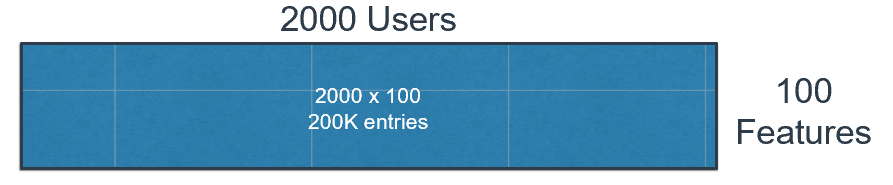 2000 Users
2000 x 100
200K entries
100
Features